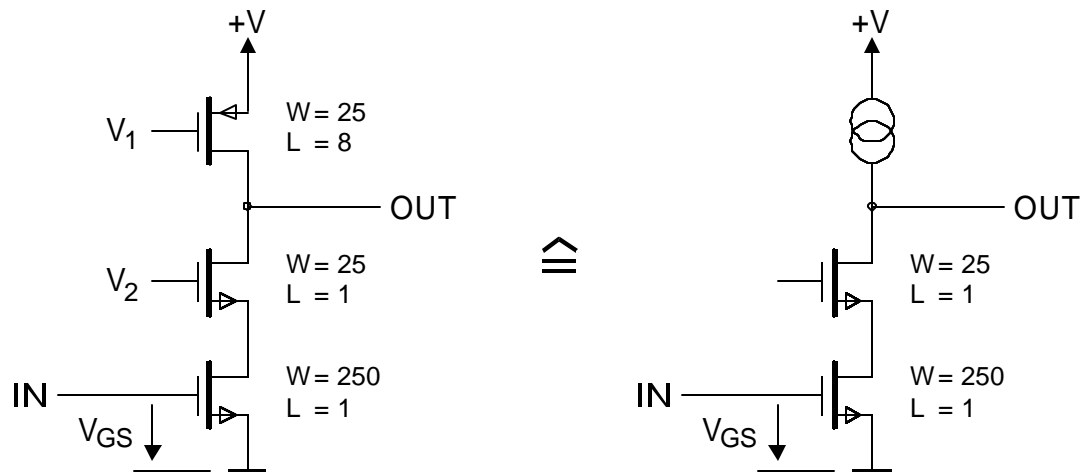 +V
V1
W = 25
L = 8
OUT
V2
W = 25
L = 1
IN
VGS
W = 250
L = 1
≙
+V
OUT
W = 25
L = 1
IN
VGS
W = 250
L = 1